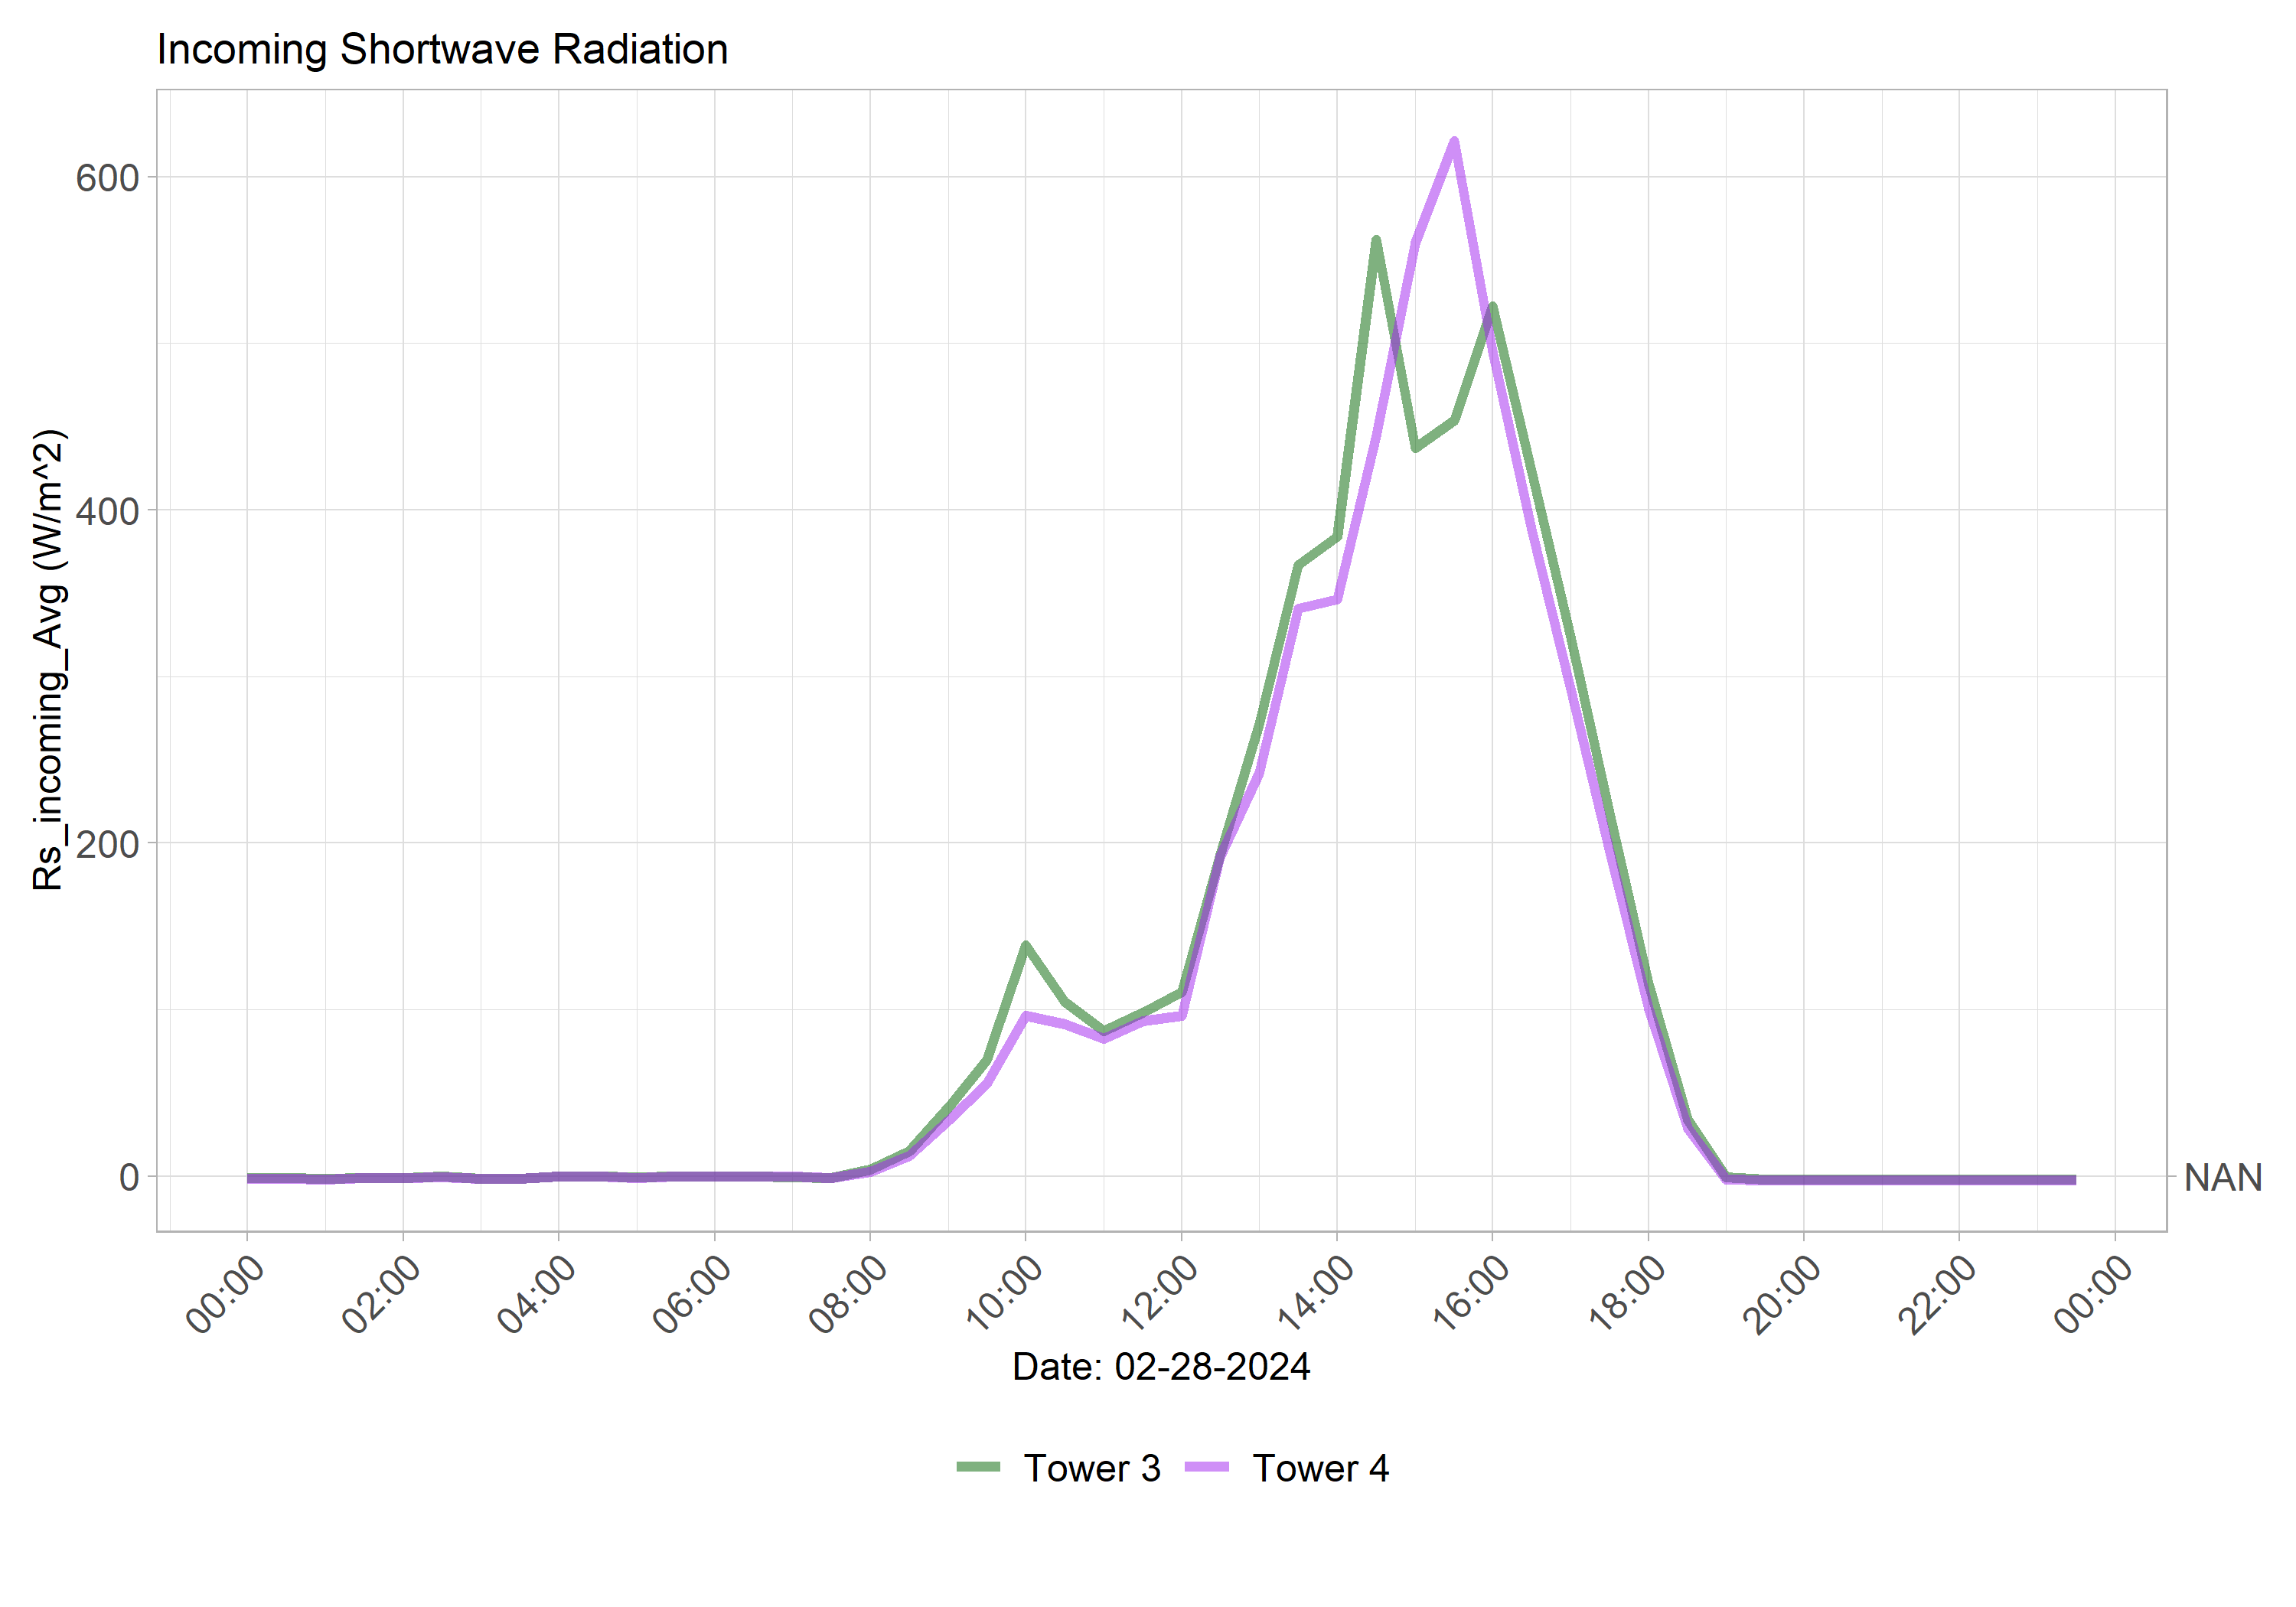 Incoming Shortwave Radiation
Rs_incoming_Avg (W/m^2)
600
400
200
0
NAN
00:00 02:00 04:00 06:00 08:00 10:00 12:00 14:00 16:00 18:00 20:00 22:00 00:00
Date: 02-28-2024
Tower 3 Tower 4